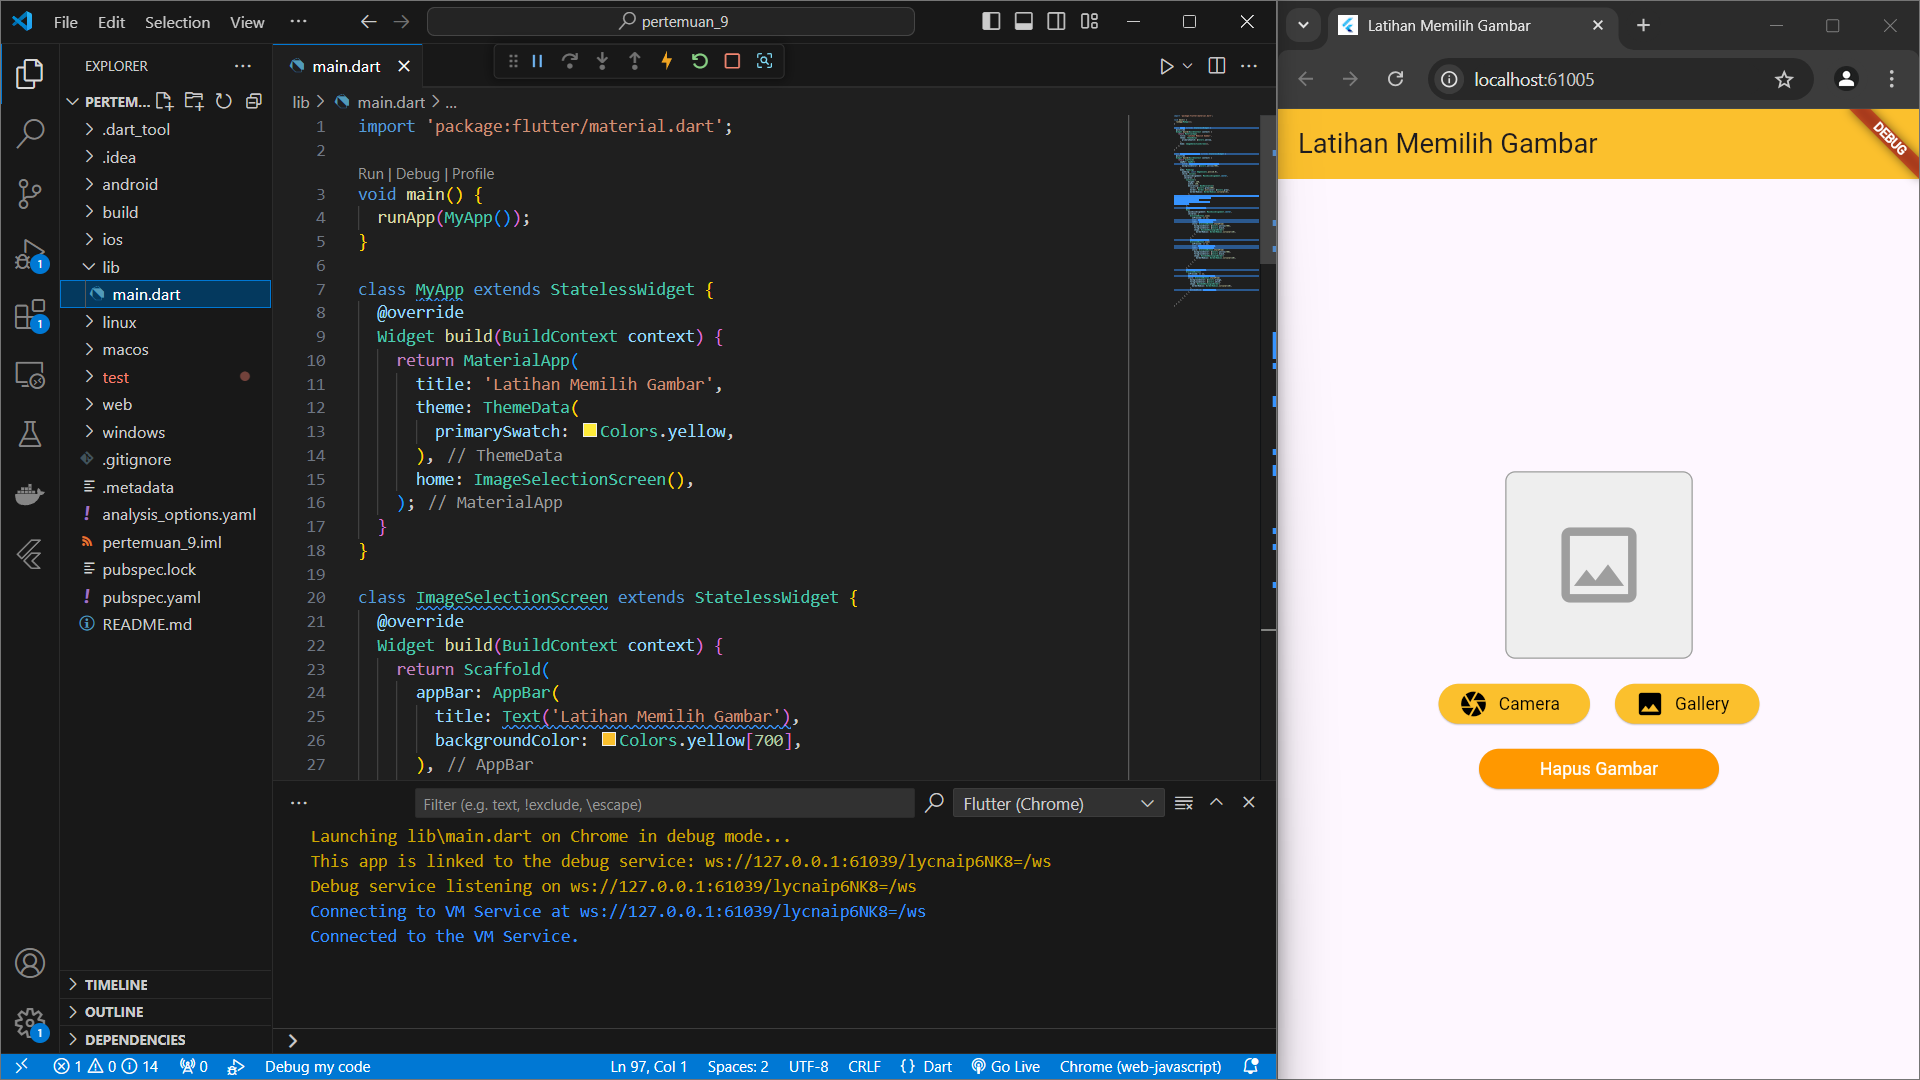 File Edit Selection View ··· pertemuan_9
EXPLORER
PERTEM...
.dart_tool
.idea
android
build
ios
lib
main.dart
linux
macos
test
web
windows
.gitignore
.metadata
analysis_options.yaml
pertemuan_9.iml
pubspec.lock
pubspec.yaml
README.md
TIMELINE
OUTLINE
DEPENDENCIES
1
1
1
main.dart
lib > main.dart > ...
1 import 'package:flutter/material.dart';
2
Run | Debug | Profile
3 void main() {
4 runApp(MyApp());
5 }
6
7 class MyApp extends StatelessWidget {
8 @override
9 Widget build(BuildContext context) {
10 return MaterialApp(
11 title: 'Latihan Memilih Gambar',
12 theme: ThemeData(
13 primarySwatch: Colors.yellow,
14 ), // ThemeData
15 home: ImageSelectionScreen(),
16 ); // MaterialApp
17 }
18 }
19
20 class ImageSelectionScreen extends StatelessWidget {
21 @override
22 Widget build(BuildContext context) {
23 return Scaffold(
24 appBar: AppBar(
25 title: Text('Latihan Memilih Gambar'),
26 backgroundColor: Colors.yellow[700],
27 ), // AppBar
Filter (e.g. text, !exclude, \escape) Flutter (Chrome)
Launching lib\main.dart on Chrome in debug mode...
This app is linked to the debug service: ws://127.0.0.1:61039/lycnaip6NK8=/ws
Debug service listening on ws://127.0.0.1:61039/lycnaip6NK8=/ws
Connecting to VM Service at ws://127.0.0.1:61039/lycnaip6NK8=/ws
Connected to the VM Service.
1 0 14 0 Debug my code Ln 97, Col 1 Spaces: 2 UTF-8 CRLF {} Dart Go Live Chrome (web-javascript)
Latihan Memilih Gambar
localhost:61005
Latihan Memilih Gambar
DEBUG
Camera
Gallery
Hapus Gambar